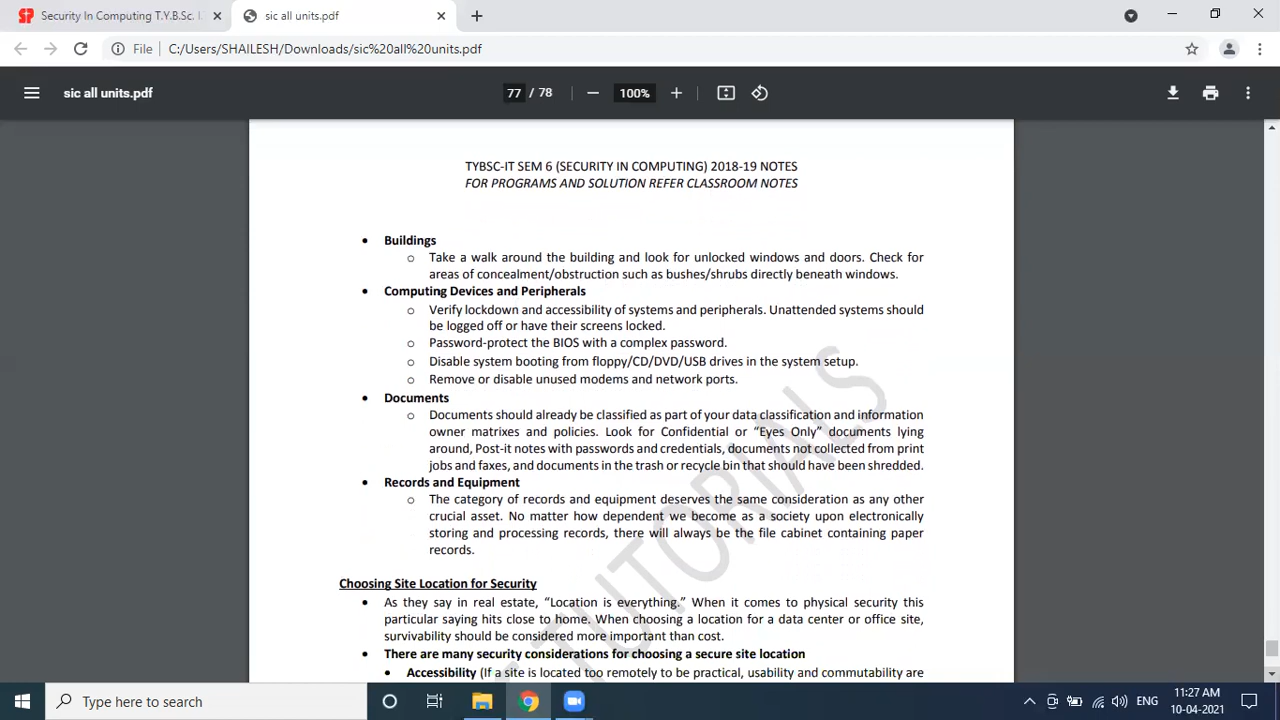 Security In Computing T.Y.B.Sc. I
sic all units.pdf
File
C:/Users/SHAILESH/Downloads/sic%20all%20units.pdf
sic all units.pdf
77 / 78
100%
TYBSC-IT SEM 6 (SECURITY IN COMPUTING) 2018-19 NOTES
FOR PROGRAMS AND SOLUTION REFER CLASSROOM NOTES
• Buildings
o Take a walk around the building and look for unlocked windows and doors. Check for
areas of concealment/obstruction such as bushes/shrubs directly beneath windows.
• Computing Devices and Peripherals
o Verify lockdown and accessibility of systems and peripherals. Unattended systems should
be logged off or have their screens locked.
o Password-protect the BIOS with a complex password.
o Disable system booting from floppy/CD/DVD/USB drives in the system setup.
o Remove or disable unused modems and network ports.
• Documents
o Documents should already be classified as part of your data classification and information
owner matrixes and policies. Look for Confidential or “Eyes Only” documents lying
around, Post-it notes with passwords and credentials, documents not collected from print
jobs and faxes, and documents in the trash or recycle bin that should have been shredded.
• Records and Equipment
o The category of records and equipment deserves the same consideration as any other
crucial asset. No matter how dependent we become as a society upon electronically
storing and processing records, there will always be the file cabinet containing paper
records.
Choosing Site Location for Security
• As they say in real estate, “Location is everything.” When it comes to physical security this
particular saying hits close to home. When choosing a location for a data center or office site,
survivability should be considered more important than cost.
• There are many security considerations for choosing a secure site location
• Accessibility (If a site is located too remotely to be practical, usability and commutability are
TUTORIALS
Type here to search
ENG
11:27 AM
10-04-2021